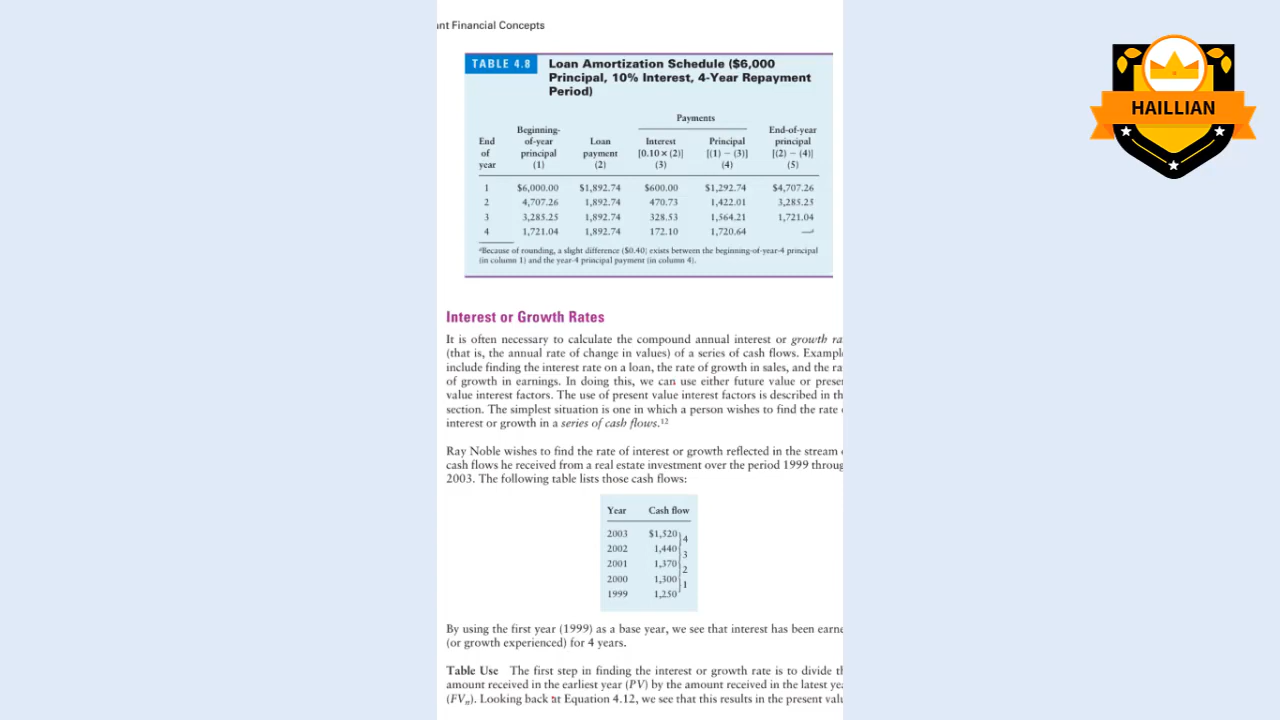 ant Financial Concepts
HAILLIAN
TABLE 4.8 Loan Amortization Schedule ($6,000
Principal, 10% Interest, 4-Year Repayment
Period)
Payments
Beginning- End-of-year
End of-year Loan Interest Principal principal
of principal payment [0.10 × (2)] [(1) − (3)] [(2) − (4)]
year (1) (2) (3) (4) (5)
1 $6,000.00 $1,892.74 $600.00 $1,292.74 $4,707.26
2 4,707.26 1,892.74 470.73 1,422.01 3,285.25
3 3,285.25 1,892.74 328.53 1,564.21 1,721.04
4 1,721.04 1,892.74 172.10 1,720.64 —a
aBecause of rounding, a slight difference ($0.40) exists between the beginning-of-year-4 principal
(in column 1) and the year-4 principal payment (in column 4).
Interest or Growth Rates
It is often necessary to calculate the compound annual interest or growth ra
(that is, the annual rate of change in values) of a series of cash flows. Exampl
include finding the interest rate on a loan, the rate of growth in sales, and the ra
of growth in earnings. In doing this, we can use either future value or prese
value interest factors. The use of present value interest factors is described in th
section. The simplest situation is one in which a person wishes to find the rate
interest or growth in a series of cash flows.12
Ray Noble wishes to find the rate of interest or growth reflected in the stream
cash flows he received from a real estate investment over the period 1999 throug
2003. The following table lists those cash flows:
Year Cash flow
2003 $1,520
4
2002 1,440
3
2001 1,370
2
2000 1,300
1
1999 1,250
By using the first year (1999) as a base year, we see that interest has been earne
(or growth experienced) for 4 years.
Table Use The first step in finding the interest or growth rate is to divide th
amount received in the earliest year (PV) by the amount received in the latest yea
(FVn). Looking back at Equation 4.12, we see that this results in the present valu